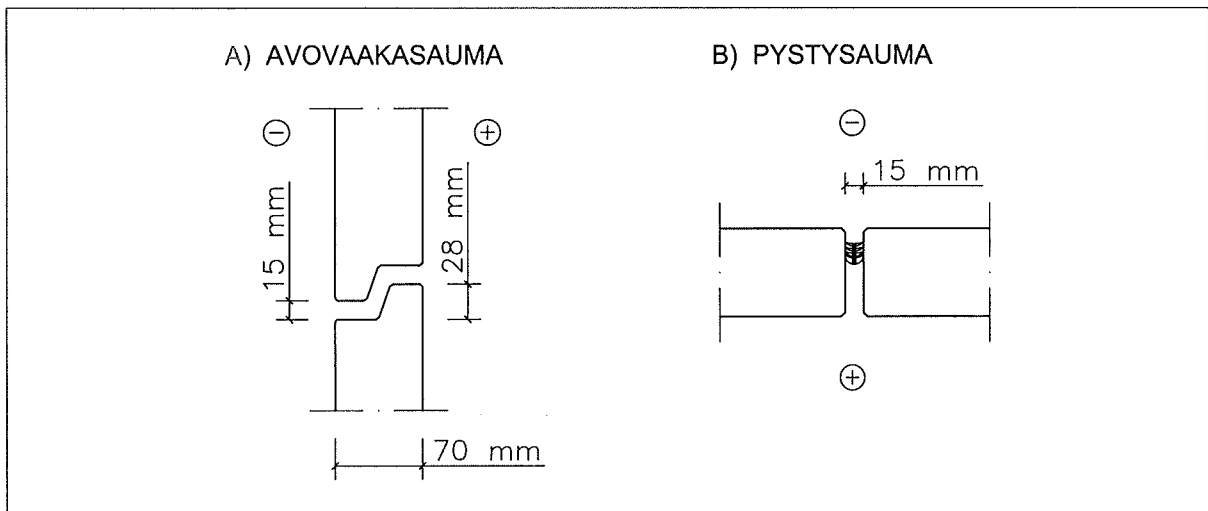 A) AVOVAAKASAUMA
B) PYSTYSAUMA
− +
−
15 mm
15 mm
28 mm
+
70 mm